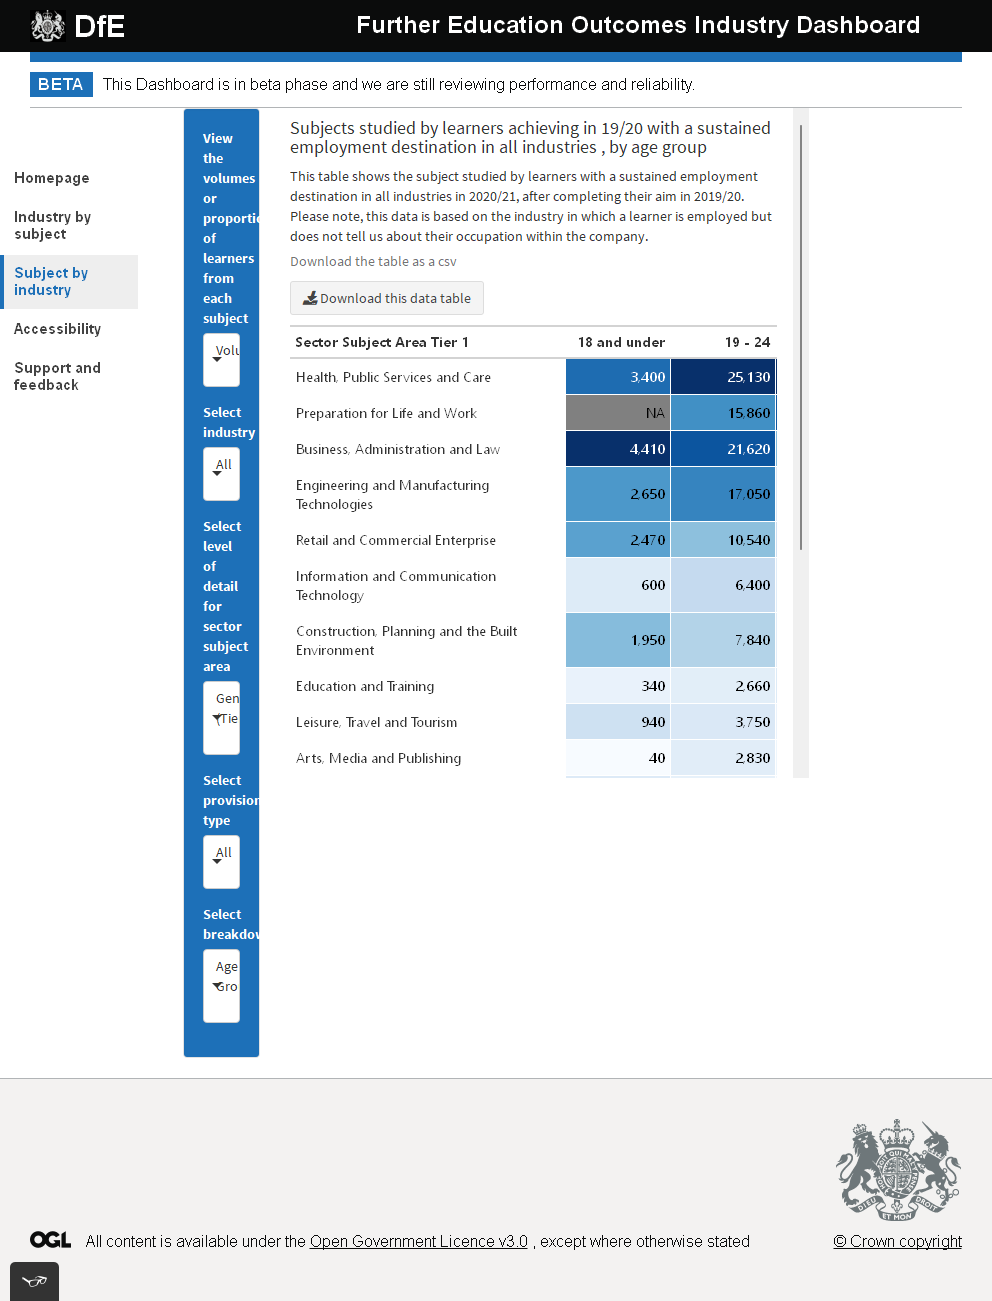 DfE
Further Education Outcomes Industry Dashboard
BETA
This Dashboard is in beta phase and we are still reviewing performance and reliability.
Homepage
Industry by
subject
Subject by
industry
Accessibility
Support and
feedback
View
the
volumes
or
proportio
of
learners
from
each
subject
Volu
Select
industry
All
Select
level
of
detail
for
sector
subject
area
Gen
(Tie
Select
provision
type
All
Select
breakdow
Age
Gro
Subjects studied by learners achieving in 19/20 with a sustained
employment destination in all industries , by age group
This table shows the subject studied by learners with a sustained employment
destination in all industries in 2020/21, after completing their aim in 2019/20.
Please note, this data is based on the industry in which a learner is employed but
does not tell us about their occupation within the company.
Download the table as a csv
Download this data table
Sector Subject Area Tier 1 18 and under 19 - 24
Health, Public Services and Care 3,400 25,130
Preparation for Life and Work NA 15,860
Business, Administration and Law 4,410 21,620
Engineering and Manufacturing
Technologies 2,650 17,050
Retail and Commercial Enterprise 2,470 10,540
Information and Communication
Technology 600 6,400
Construction, Planning and the Built
Environment 1,950 7,840
Education and Training 340 2,660
Leisure, Travel and Tourism 940 3,750
Arts, Media and Publishing 40 2,830
OGL
All content is available under the Open Government Licence v3.0 , except where otherwise stated
© Crown copyright